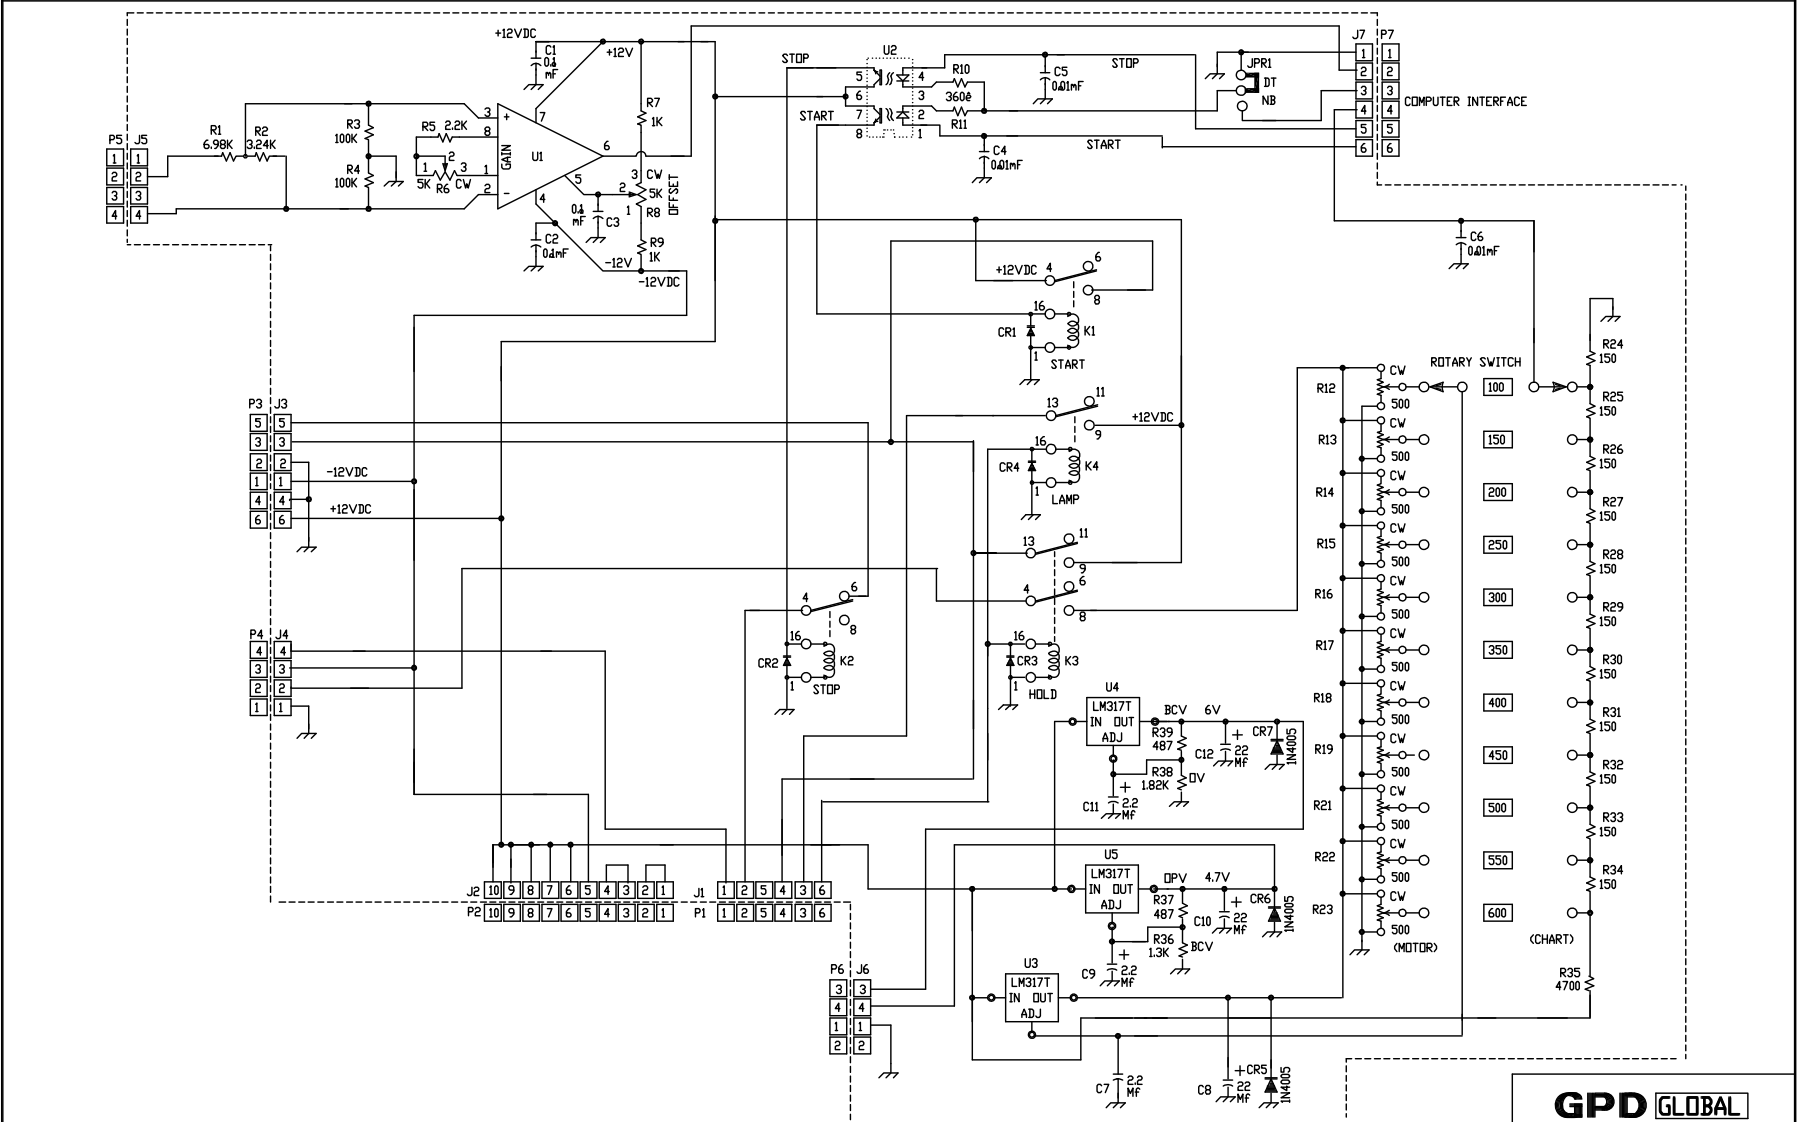 +12VDC
C1
0.1
mF
+12V
STOP
U2
5 4
6 3
7 2
8 1
START
R10
360ê
R11
C5
0.01mF
STOP
JPR1
DT
NB
J7 P7
1 1
2 2
3 3
4 4
5 5
6 6
COMPUTER INTERFACE
C4
0.01mF
START
R7
1K
P5 J5
1 1
2 2
3 3
4 4
R1
6.98K
R2
3.24K
R3
100K
R4
100K
R5 2.2K
2
1 3
5K R6 CW
3 + 7
8
GAIN
U1
6
1
2 - 4
5
3 CW
2 5K
1 R8
OFFSET
0.1
mF C3
C2
0.1mF
R9
1K
-12V
-12VDC
C6
0.01mF
+12VDC 4 6
8
16
CR1 K1
1
START
13 11
9
+12VDC
16
CR4 K4
1
LAMP
13 11
9
4 6
8
16
CR3 K3
1
HOLD
4 6
8
16
CR2 K2
1
STOP
P3 J3
5 5
3 3
2 2
1 1 -12VDC
4 4
6 6 +12VDC
P4 J4
4 4
3 3
2 2
1 1
U4
LM317T
IN OUT
ADJ
BCV 6V
R39
487
R38
1.82K
0V
+
C12 22
Mf
CR7
1N4005
+
C11 2.2
Mf
U5
LM317T
IN OUT
ADJ
OPV 4.7V
R37
487
R36
1.3K
BCV
+
C10 22
Mf
CR6
1N4005
+
C9 2.2
Mf
U3
LM317T
IN OUT
ADJ
C7 2.2
Mf
+
C8 22
Mf
CR5
1N4005
J2 10 9 8 7 6 5 4 3 2 1
P2 10 9 8 7 6 5 4 3 2 1
J1 1 2 5 4 3 6
P1 1 2 5 4 3 6
P6 J6
3 3
4 4
1 1
2 2
ROTARY SWITCH
R12 CW 500 100
R13 CW 500 150
R14 CW 500 200
R15 CW 500 250
R16 CW 500 300
R17 CW 500 350
R18 CW 500 400
R19 CW 500 450
R21 CW 500 500
R22 CW 500 550
R23 CW 500 600
(MOTOR) (CHART)
R24
150
R25
150
R26
150
R27
150
R28
150
R29
150
R30
150
R31
150
R32
150
R33
150
R34
150
R35
4700
GPD GLOBAL